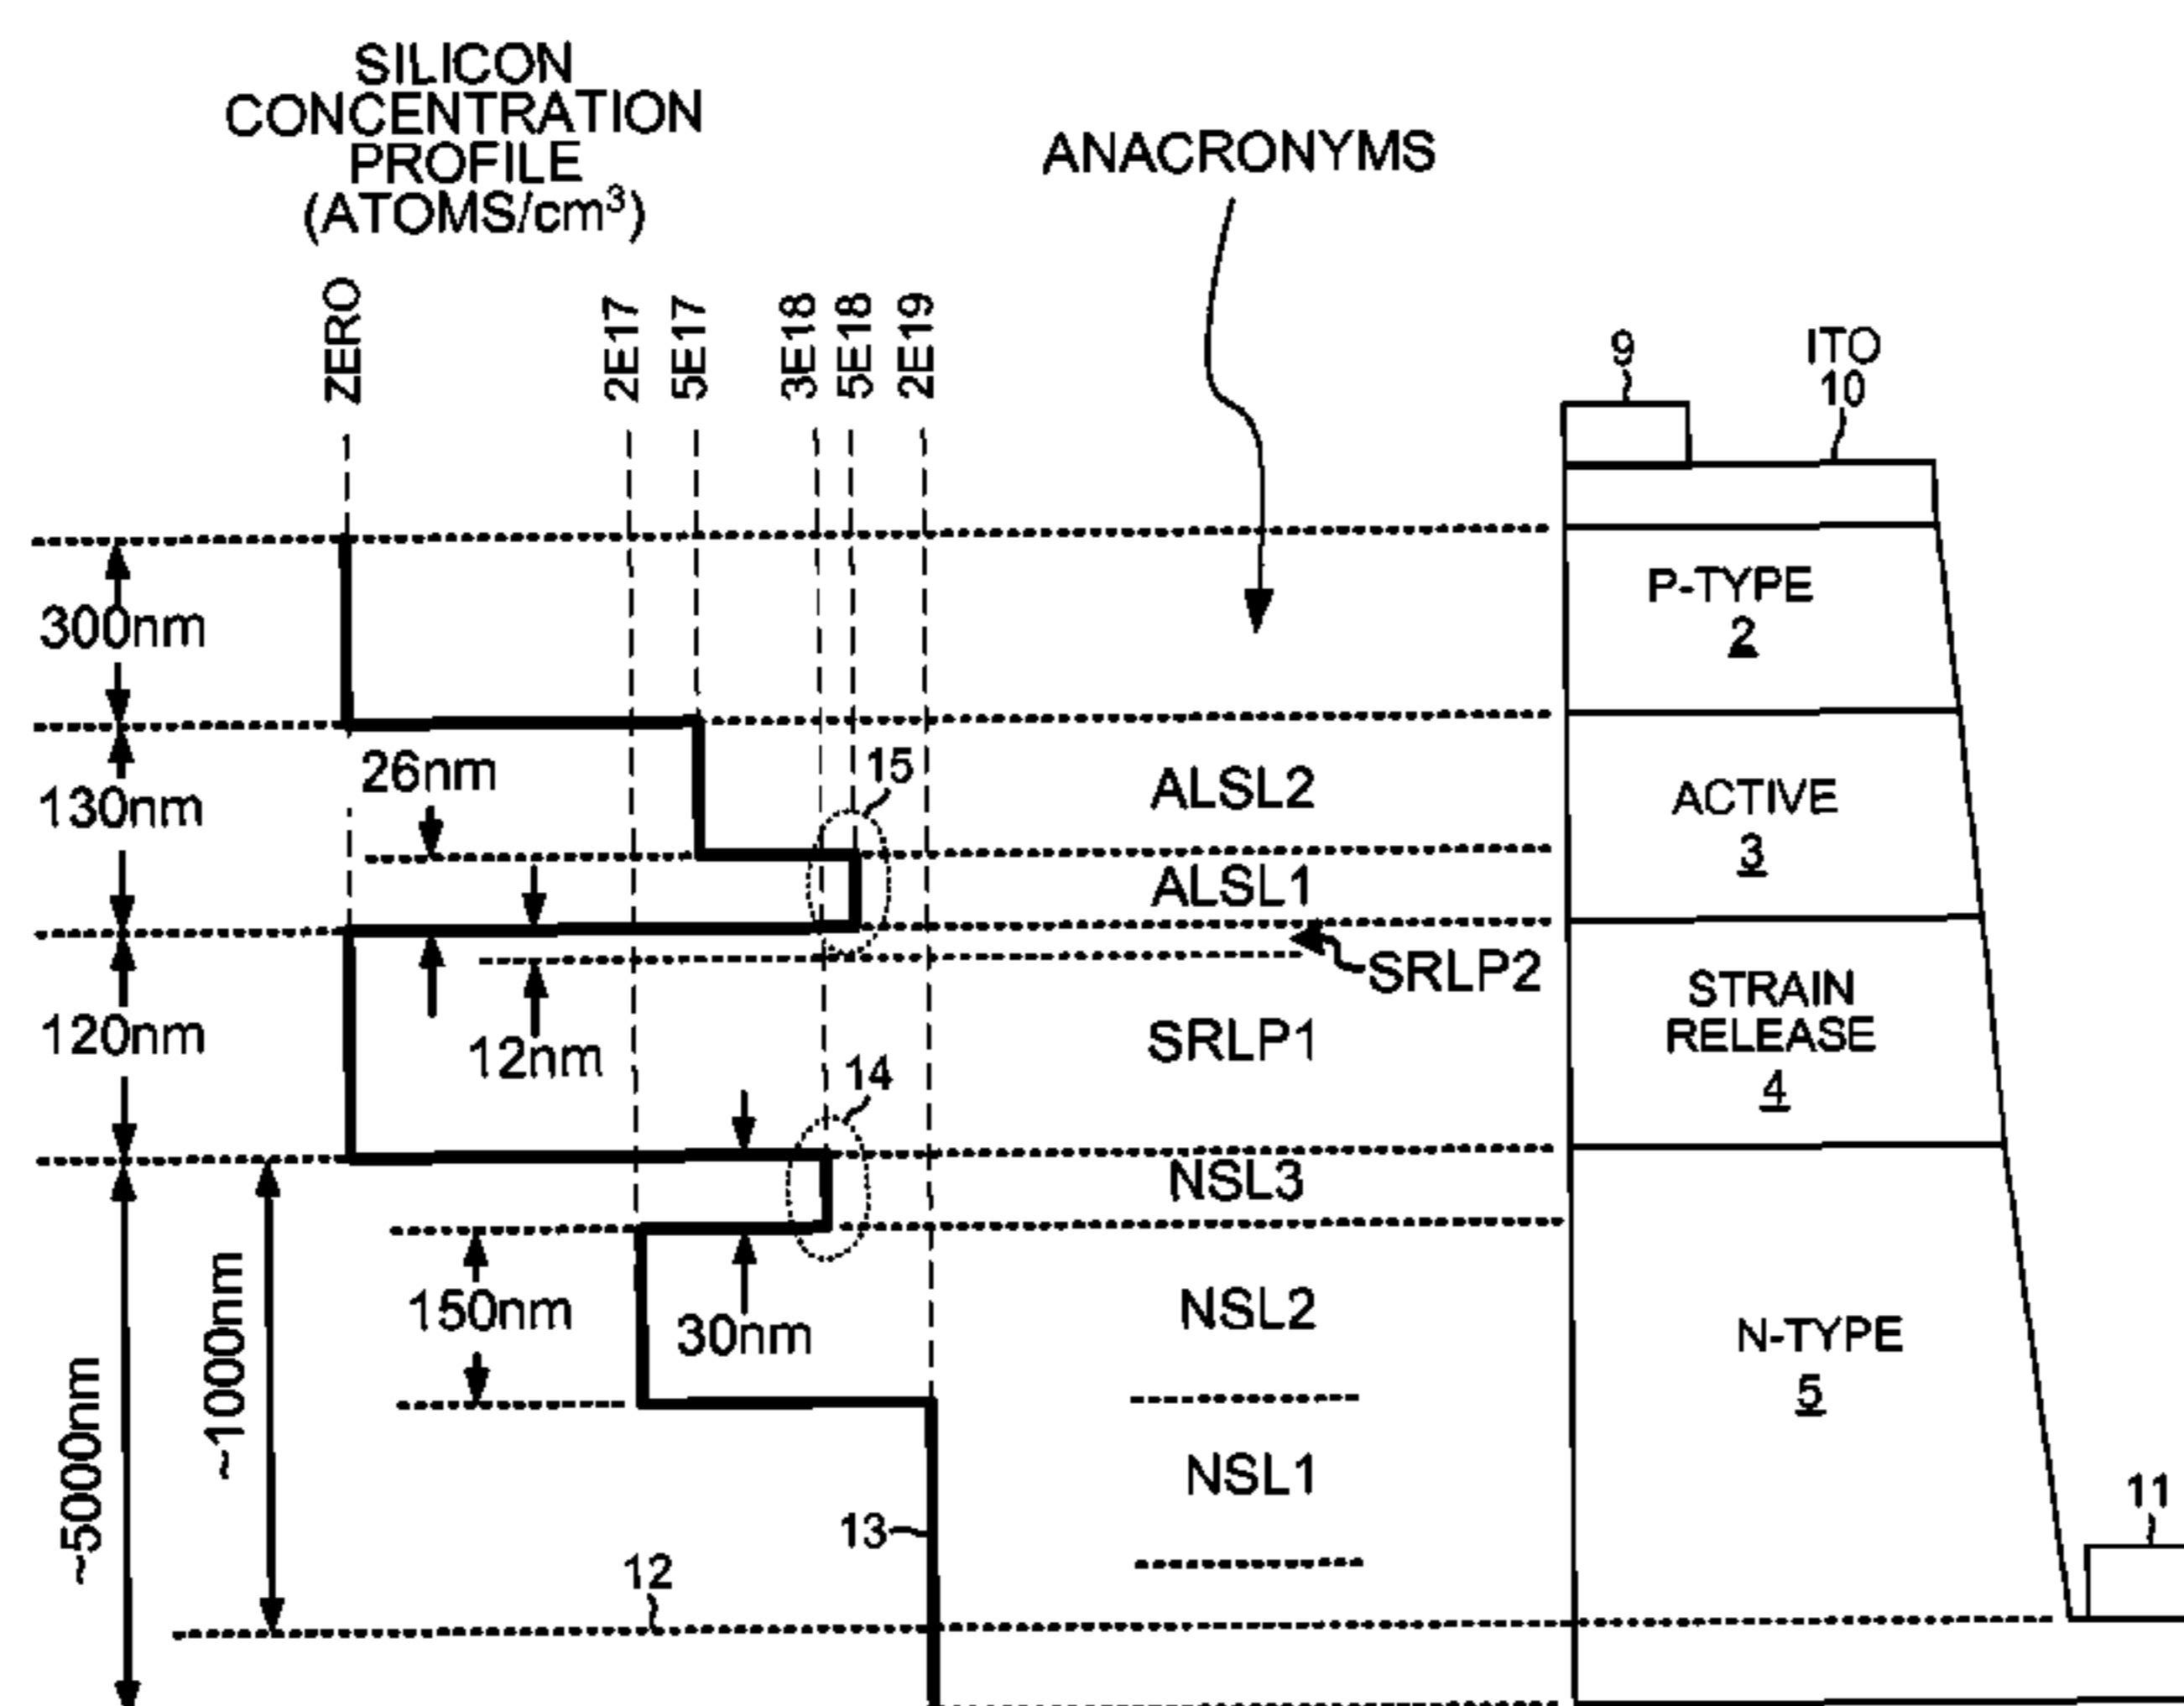 SILICON
CONCENTRATION
PROFILE
(ATOMS/cm³)
ANACRONYMS
ZERO
2E17
5E17
3E18
5E18
2E19
9
ITO
10
300nm
P-TYPE
2
130nm
26nm
15
ALSL2
ACTIVE
3
ALSL1
SRLP2
120nm
12nm
SRLP1
STRAIN
RELEASE
4
14
NSL3
~5000nm
~1000nm
150nm
30nm
NSL2
N-TYPE
5
NSL1
13
12
11